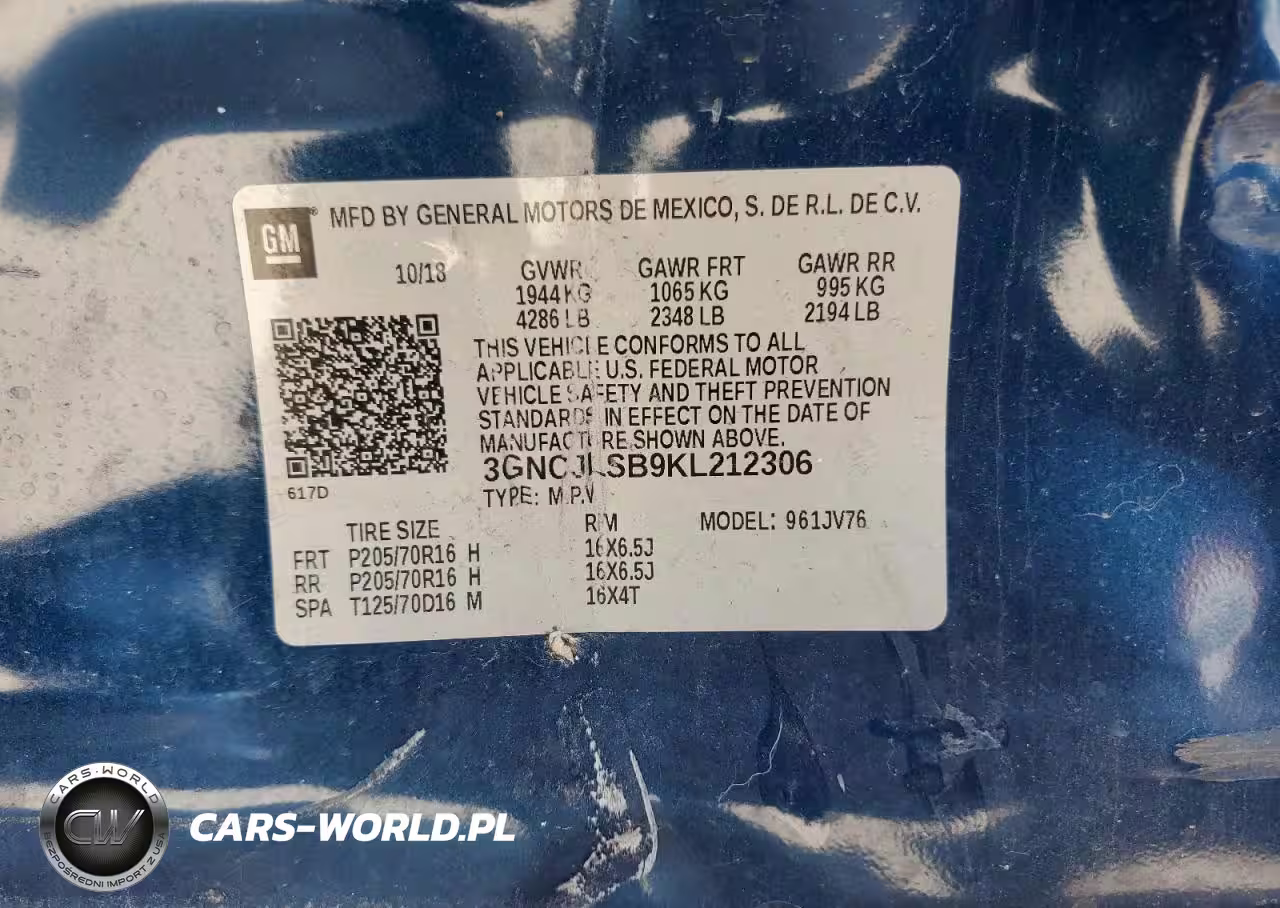 GM® MFD BY GENERAL MOTORS DE MEXICO, S. DE R.L. DE C.V.
10/18 GVWR GAWR FRT GAWR RR
1944 KG 1065 KG 995 KG
4286 LB 2348 LB 2194 LB
THIS VEHICLE CONFORMS TO ALL
APPLICABLE U.S. FEDERAL MOTOR
VEHICLE SAFETY AND THEFT PREVENTION
STANDARDS IN EFFECT ON THE DATE OF
MANUFACTURE SHOWN ABOVE.
3GNCJKSB9KL212306
617D
TYPE: M.P.V
TIRE SIZE RIM MODEL: 961JV76
FRT P205/70R16 H 16X6.5J
RR P205/70R16 H 16X6.5J
SPA T125/70D16 M 16X4T
CARS-WORLD
CW
BEZPOŚREDNI IMPORT Z USA
CARS-WORLD.PL